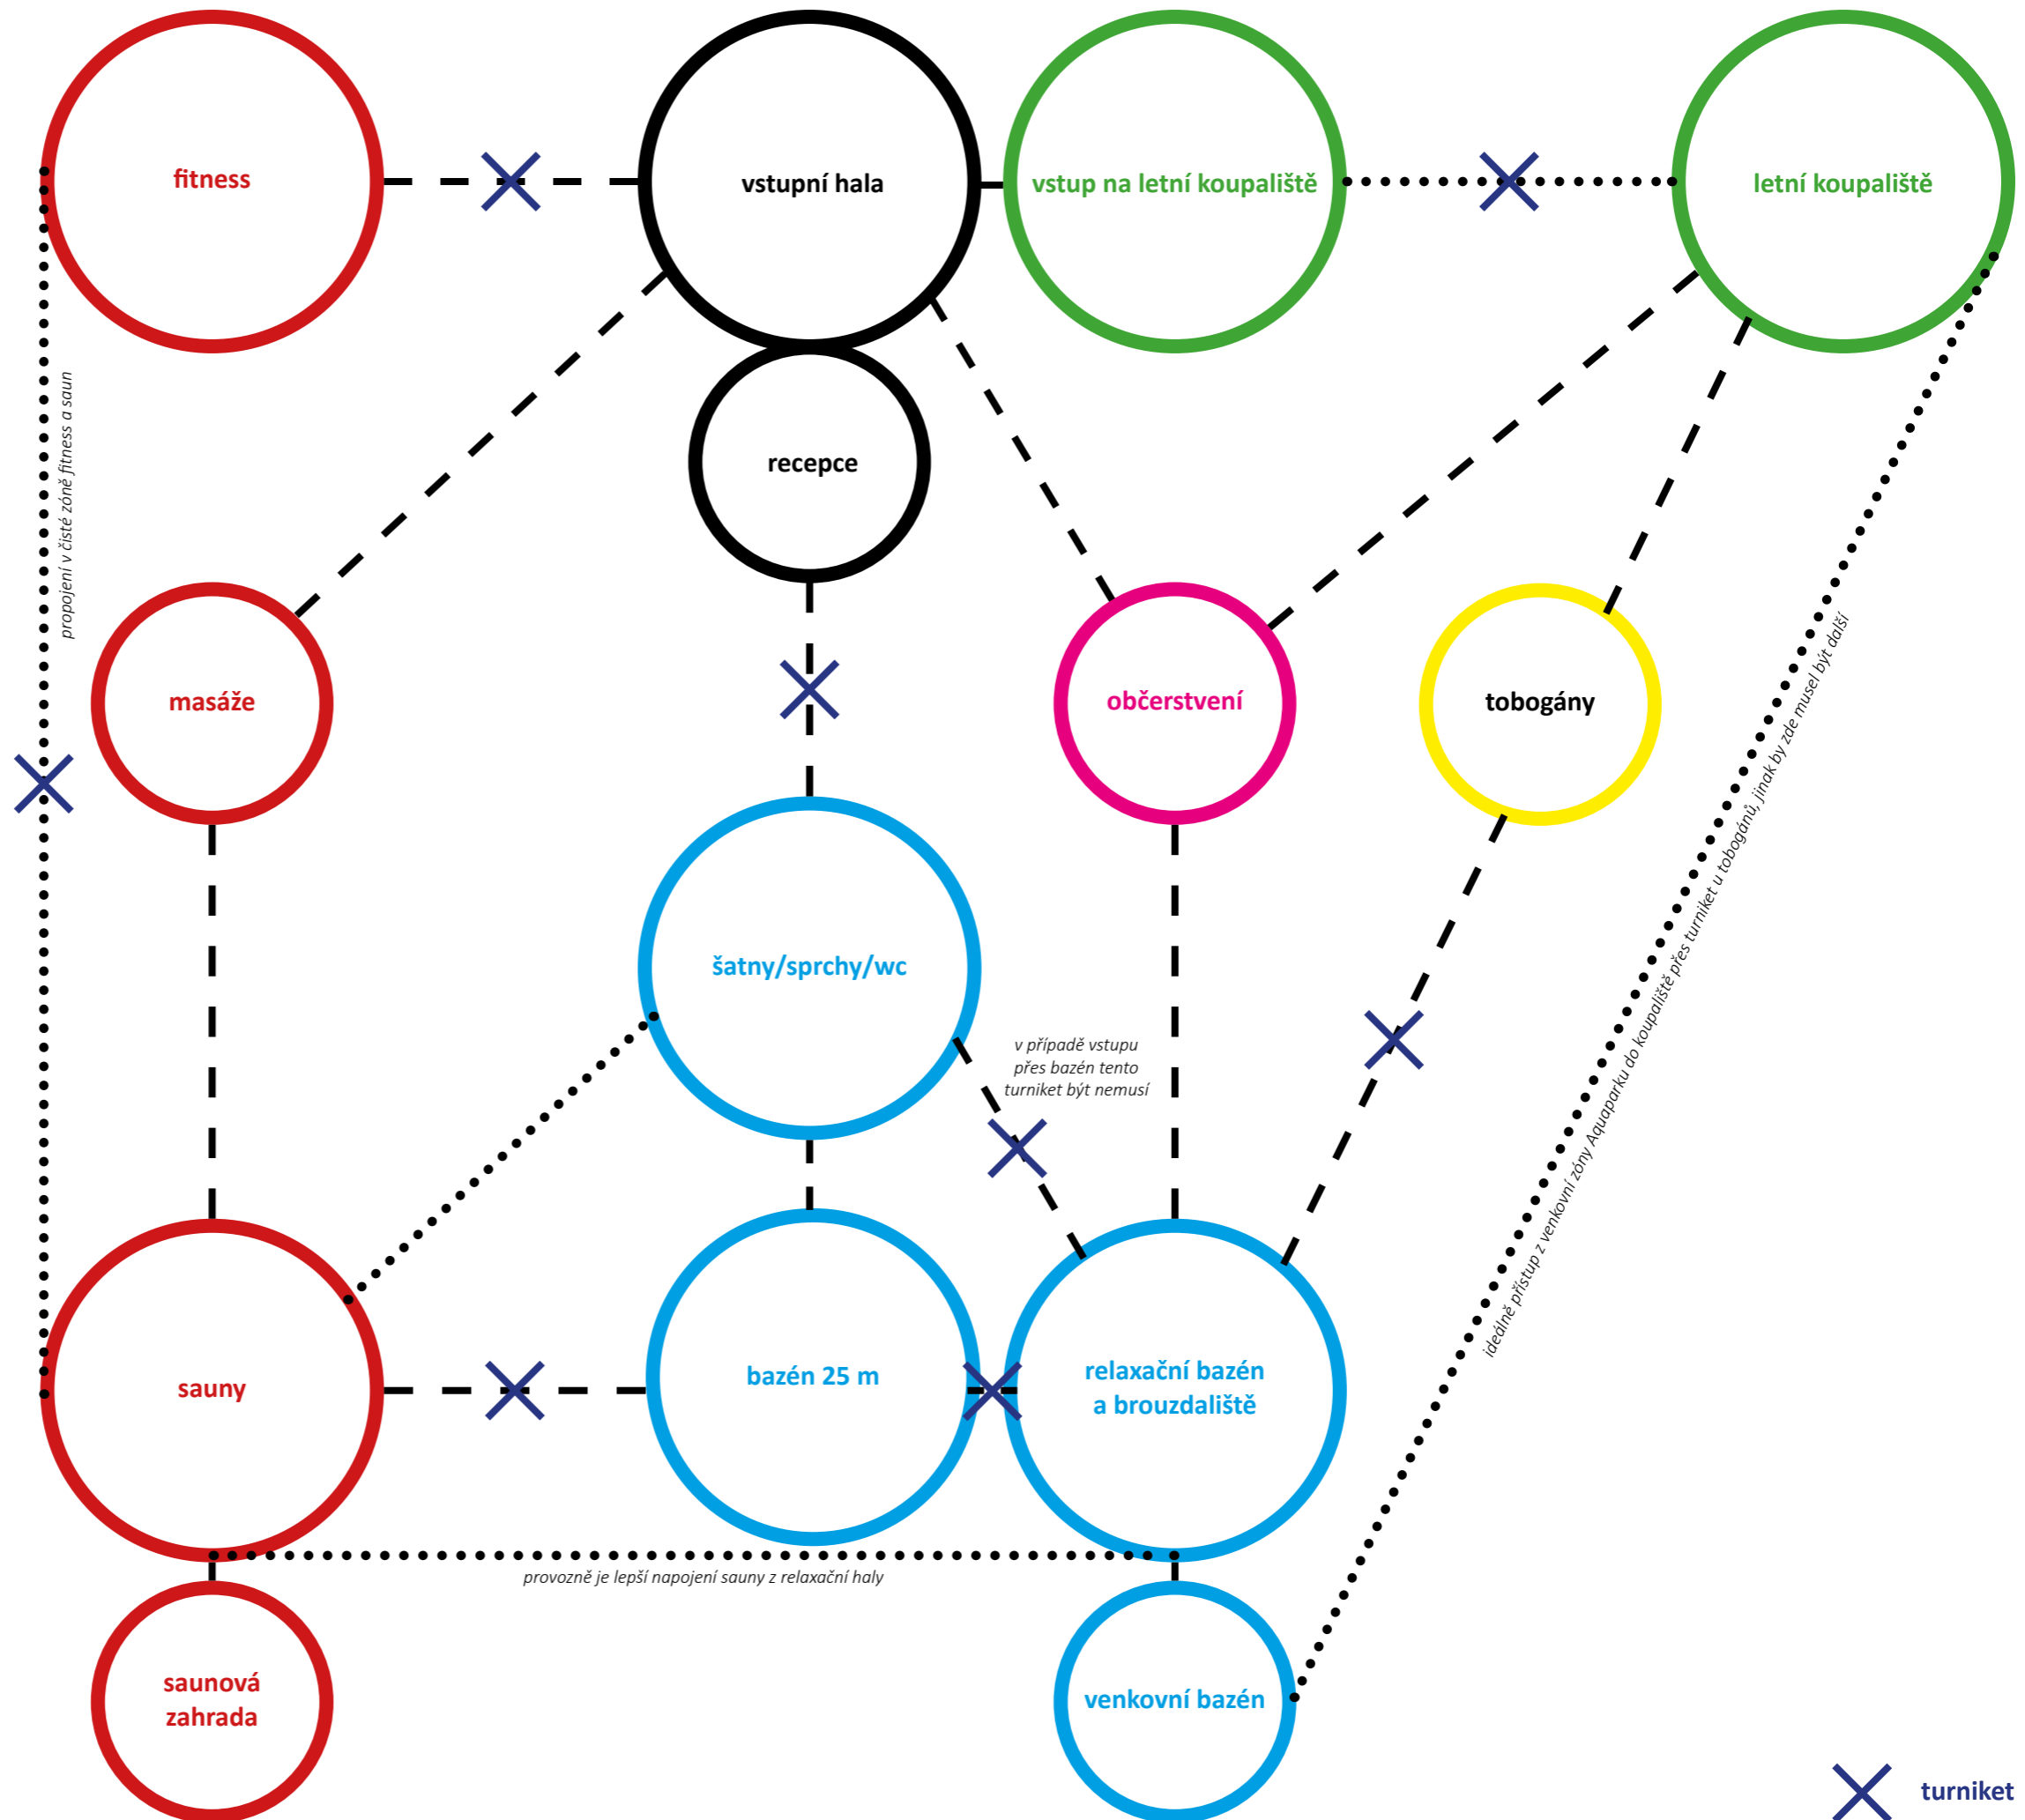 fitness
vstupní hala
vstup na letní koupaliště
letní koupaliště
propojení v čisté zóně fitness a saun
recepce
masáže
občerstvení
tobogány
ideálně přístup z venkovní zóny Aquaparku do koupaliště přes turniket u tobogánů, jinak by zde musel být další
šatny/sprchy/wc
v případě vstupu
přes bazén tento
turniket být nemusí
sauny
bazén 25 m
relaxační bazén
a brouzdaliště
provozně je lepší napojení sauny z relaxační haly
saunová
zahrada
venkovní bazén
turniket